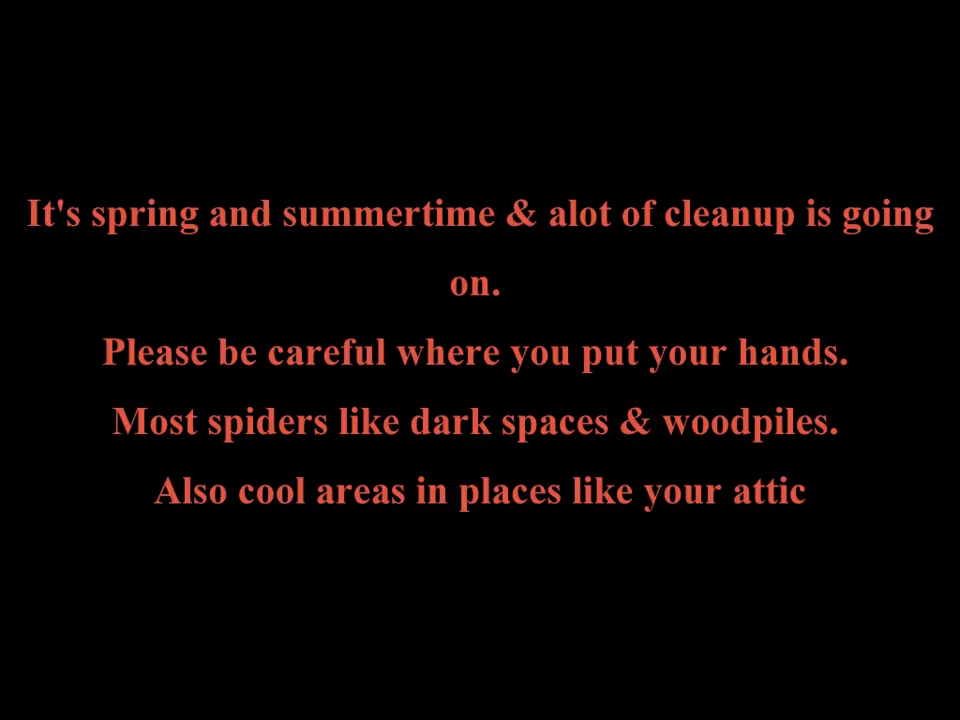 It's spring and summertime & alot of cleanup is going
on.
Please be careful where you put your hands.
Most spiders like dark spaces & woodpiles.
Also cool areas in places like your attic